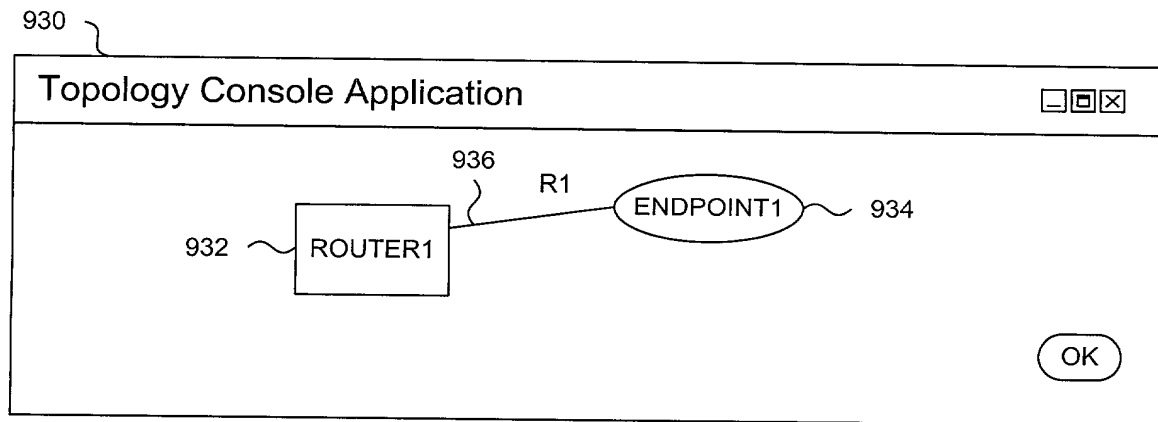 930
Topology Console Application
936
R1
ENDPOINT1
934
932
ROUTER1
OK